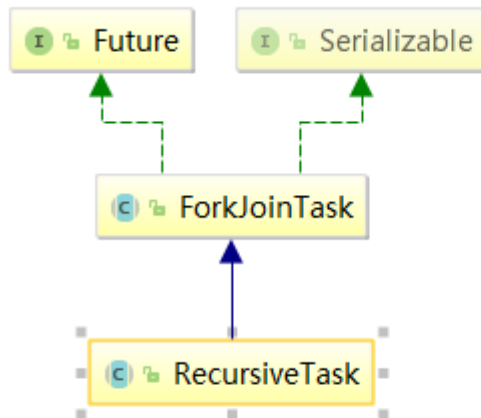 I Future
I Serializable
C ForkJoinTask
C RecursiveTask